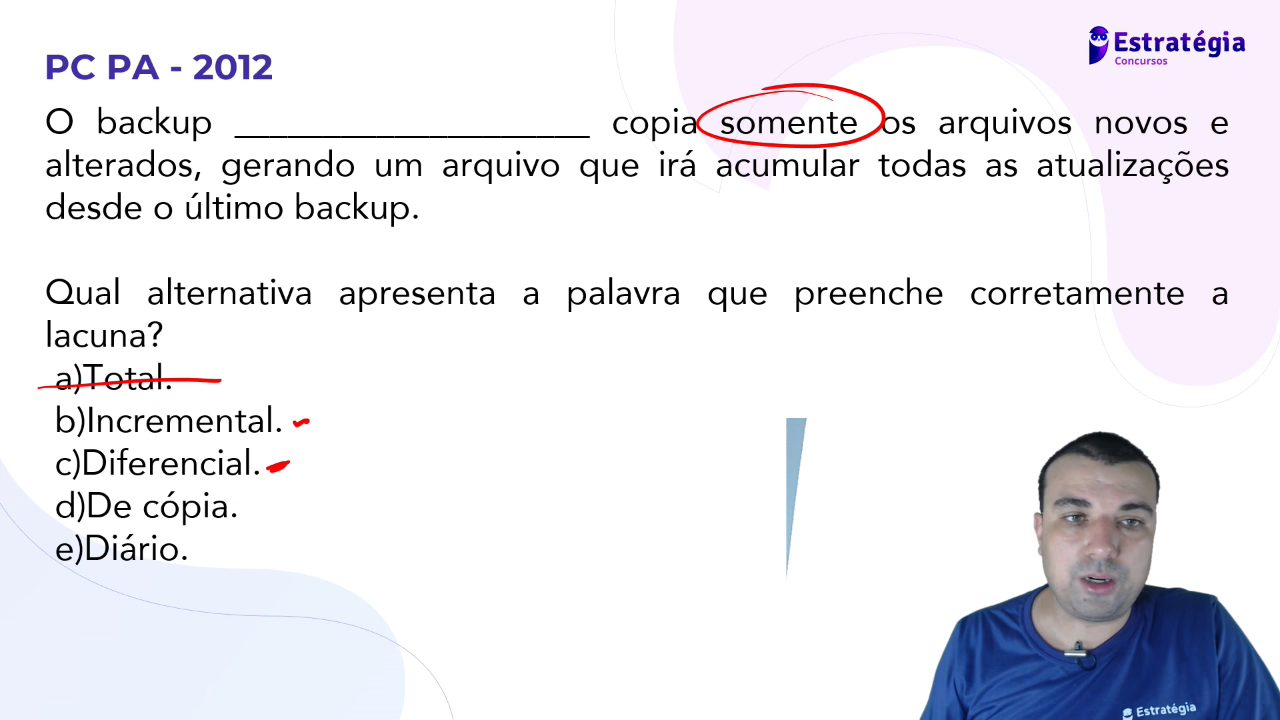 Estratégia
Concursos
PC PA - 2012
O backup ____________________ copia somente os arquivos novos e
alterados, gerando um arquivo que irá acumular todas as atualizações
desde o último backup.
Qual alternativa apresenta a palavra que preenche corretamente a
lacuna?
a)Total.
b)Incremental.
c)Diferencial.
d)De cópia.
e)Diário.
Estratégia